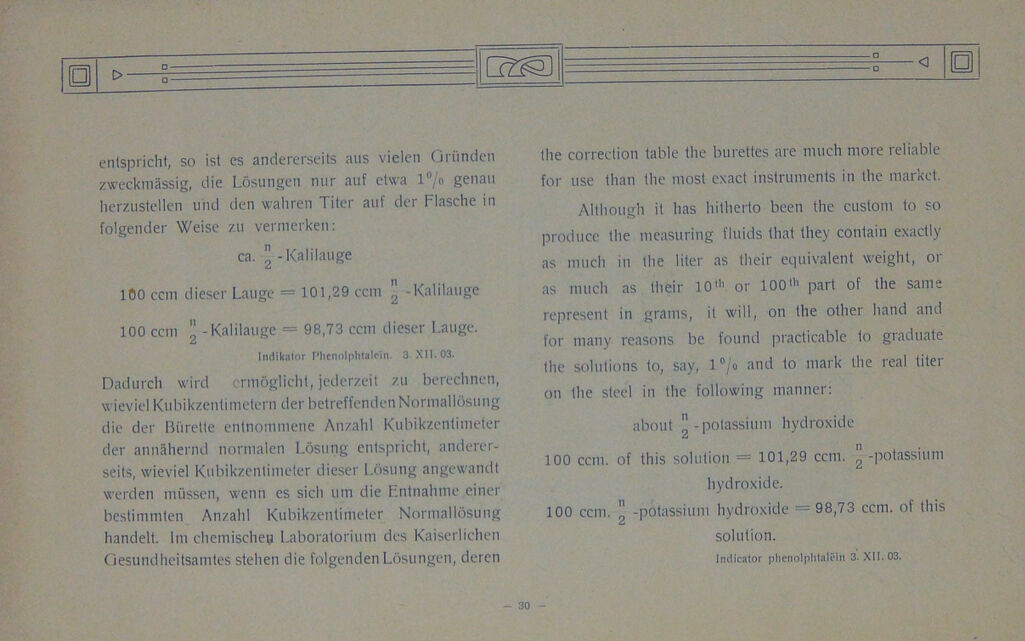 entspricht, so ist es andererseits aus vielen Gründen
zweckmässig, die Lösungen nur auf etwa 1 % genau
herzustellen und den wahren Titer auf der Flasche in
folgender Weise zu vermerken:
ca. n/2 - Kalilauge
100 ccm dieser Lauge = 101,29 ccm n/2 - Kalilauge
100 ccm n/2 - Kalilauge = 98,73 ccm dieser Lauge.
Indikator Phenolphtaleïn. 3. XII. 03.
Dadurch wird ermöglicht, jederzeit zu berechnen,
wieviel Kubikzentimetern der betreffenden Normallösung
die der Bürette entnommene Anzahl Kubikzentimeter
der annähernd normalen Lösung entspricht, anderer-
seits, wieviel Kubikzentimeter dieser Lösung angewandt
werden müssen, wenn es sich um die Entnahme einer
bestimmten Anzahl Kubikzentimeter Normallösung
handelt. Im chemischen Laboratorium des Kaiserlichen
Gesundheitsamtes stehen die folgenden Lösungen, deren
the correction table the burettes are much more reliable
for use than the most exact instruments in the market.
Although it has hitherto been the custom to so
produce the measuring fluids that they contain exactly
as much in the liter as their equivalent weight, or
as much as their 10th or 100th part of the same
represent in grams, it will, on the other hand and
for many reasons be found practicable to graduate
the solutions to, say, 1 % and to mark the real titer
on the steel in the following manner:
about n/2 - potassium hydroxide
100 ccm. of this solution = 101,29 ccm. n/2 -potassium
hydroxide.
100 ccm. n/2 -potassium hydroxide = 98,73 ccm. of this
solution.
Indicator phenolphtalëin 3. XII. 03.
— 30 —